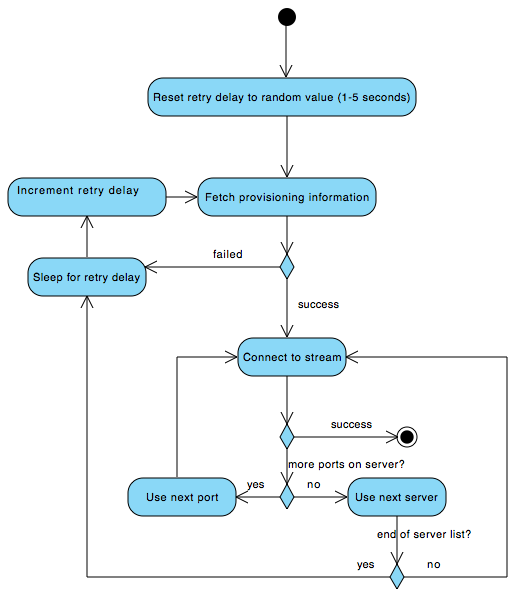 Reset retry delay to random value (1-5 seconds)
Increment retry delay
Fetch provisioning information
failed
Sleep for retry delay
success
Connect to stream
success
more ports on server?
yes
no
Use next port
Use next server
end of server list?
yes
no